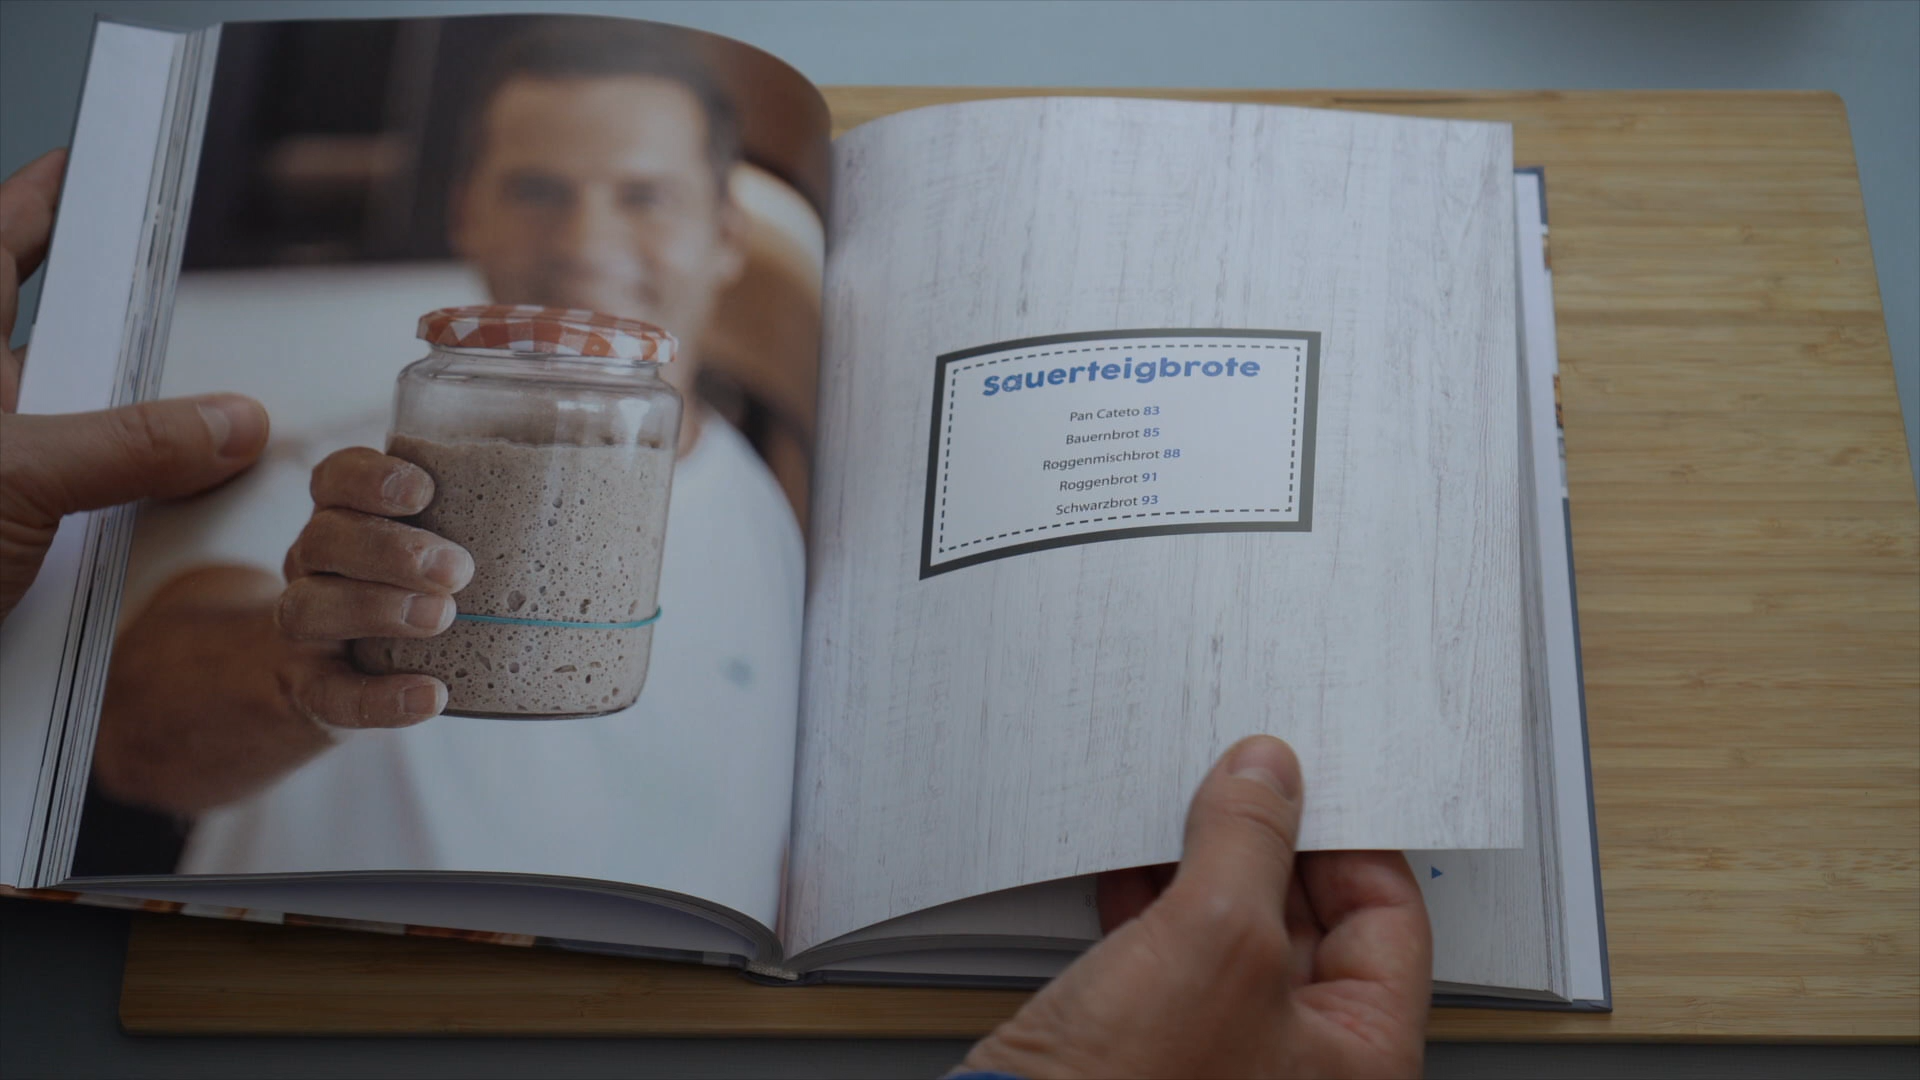 Sauerteigbrote
Pan Cateto 83
Bauernbrot 85
Roggenmischbrot 88
Roggenbrot 91
Schwarzbrot 93